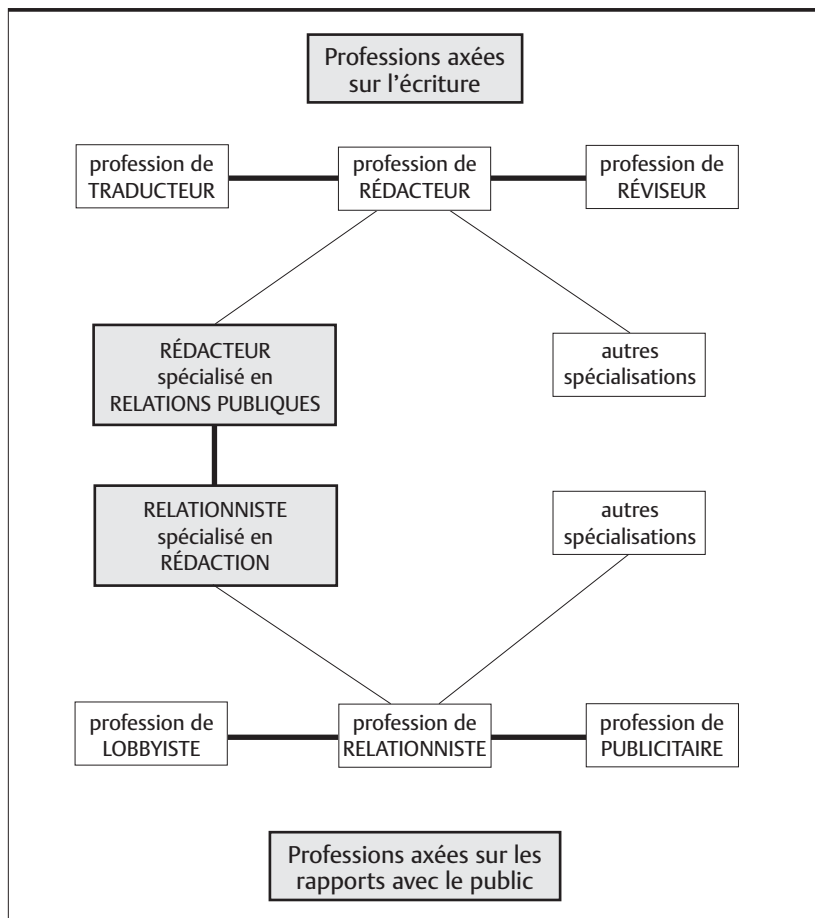 Professions axées
sur l'écriture
profession de
TRADUCTEUR
profession de
RÉDACTEUR
profession de
RÉVISEUR
RÉDACTEUR
spécialisé en
RELATIONS PUBLIQUES
autres
spécialisations
RELATIONNISTE
spécialisé en
RÉDACTION
autres
spécialisations
profession de
LOBBYISTE
profession de
RELATIONNISTE
profession de
PUBLICITAIRE
Professions axées sur les
rapports avec le public